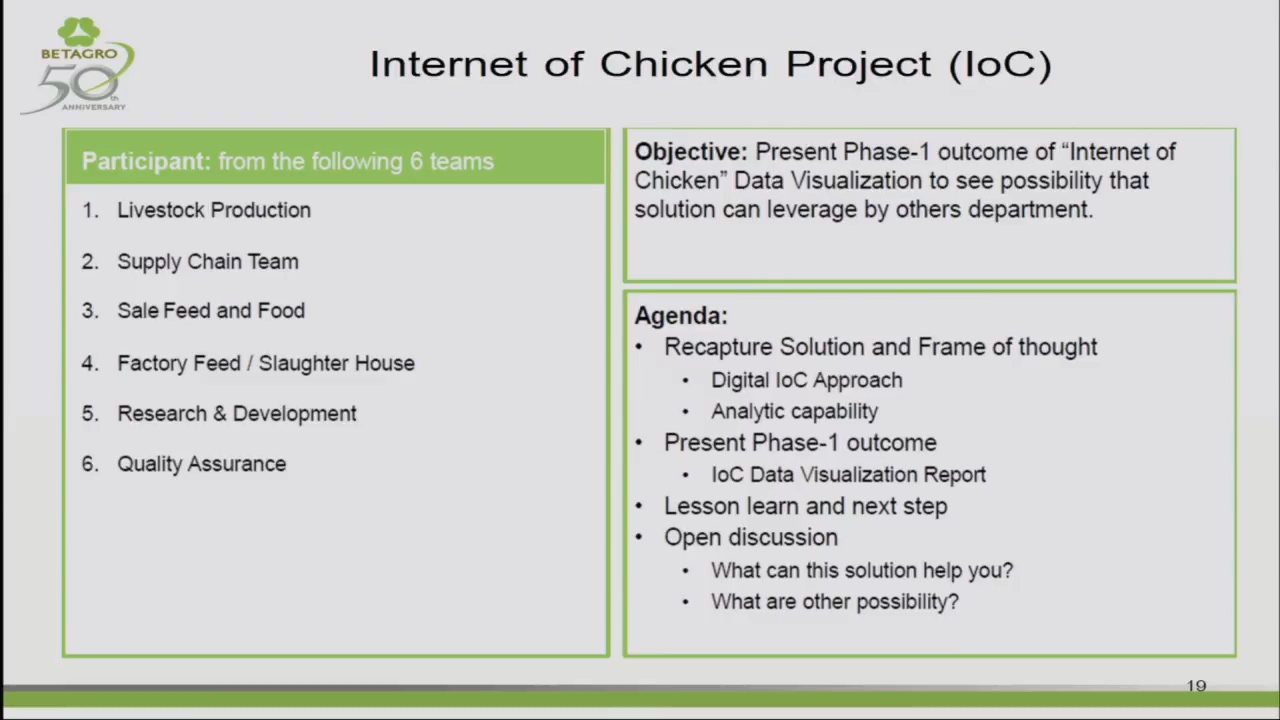 BETAGRO
50th
ANNIVERSARY
Internet of Chicken Project (IoC)
Participant: from the following 6 teams
1. Livestock Production
2. Supply Chain Team
3. Sale Feed and Food
4. Factory Feed / Slaughter House
5. Research & Development
6. Quality Assurance
Objective: Present Phase-1 outcome of “Internet of
Chicken” Data Visualization to see possibility that
solution can leverage by others department.
Agenda:
• Recapture Solution and Frame of thought
• Digital IoC Approach
• Analytic capability
• Present Phase-1 outcome
• IoC Data Visualization Report
• Lesson learn and next step
• Open discussion
• What can this solution help you?
• What are other possibility?
19